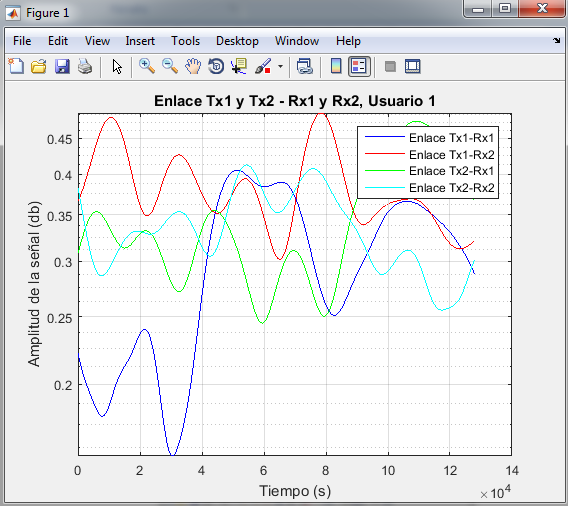 Figure 1
File Edit View Insert Tools Desktop Window Help
Enlace Tx1 y Tx2 - Rx1 y Rx2, Usuario 1
Enlace Tx1-Rx1
Enlace Tx1-Rx2
Enlace Tx2-Rx1
Enlace Tx2-Rx2
Amplitud de la señal (db)
0.45
0.4
0.35
0.3
0.25
0.2
0 2 4 6 8 10 12 14
×10^4
Tiempo (s)